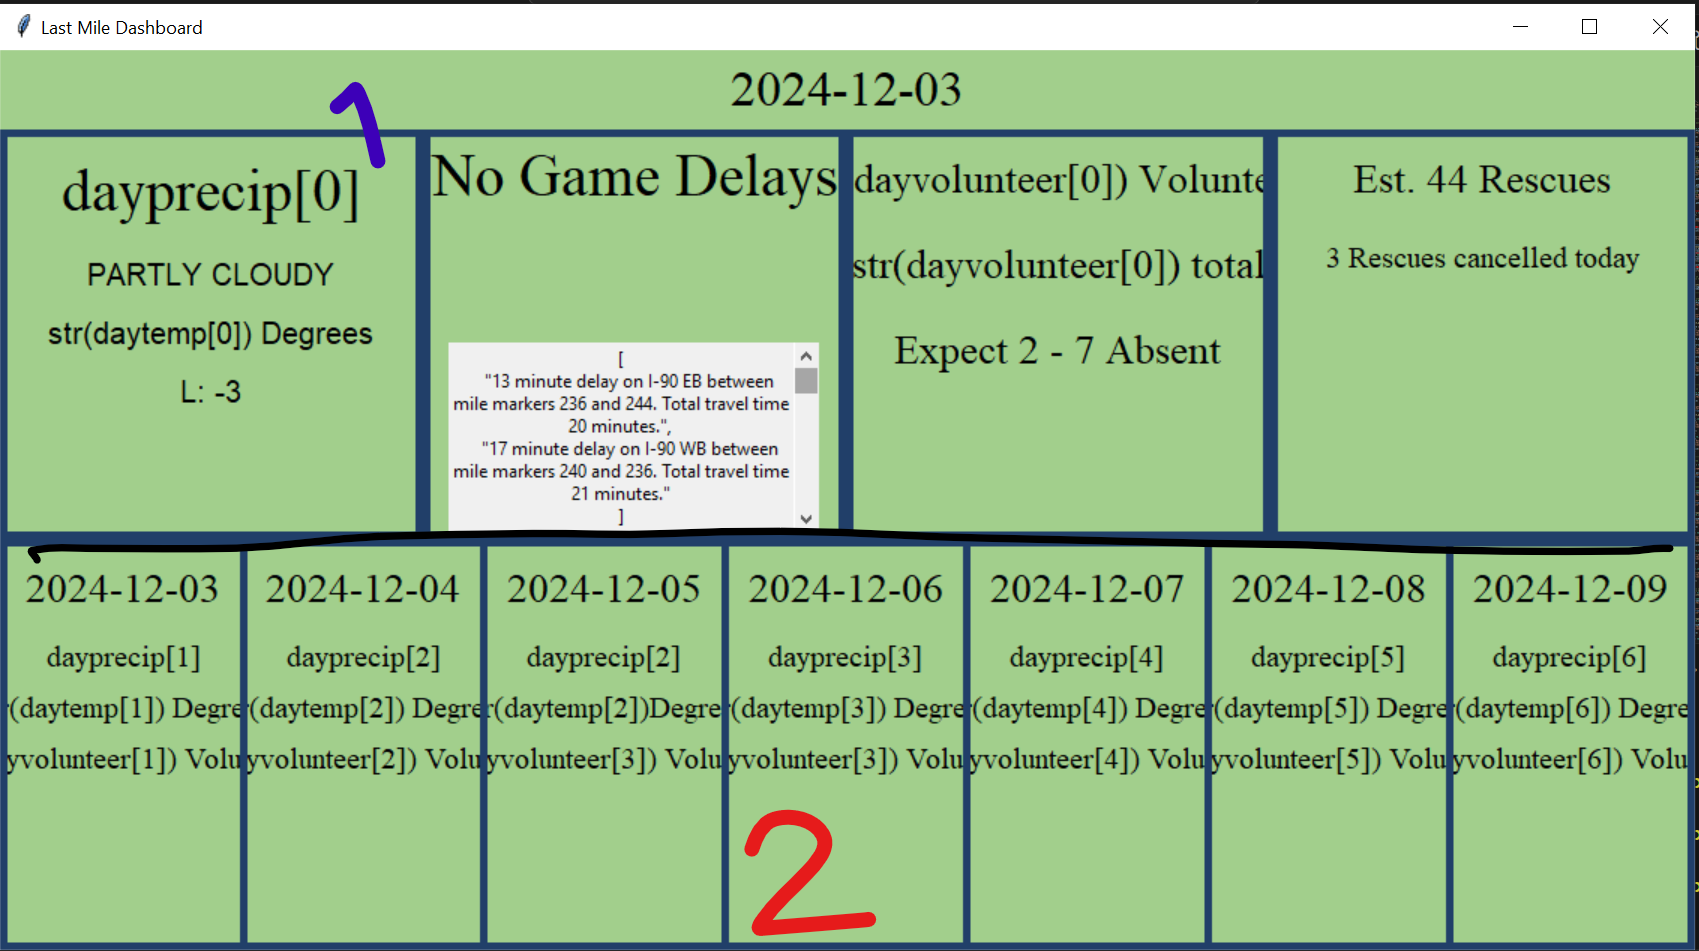 Last Mile Dashboard
2024-12-03
1
dayprecip[0]
PARTLY CLOUDY
str(daytemp[0]) Degrees
L: -3
No Game Delays
[
"13 minute delay on I-90 EB between
mile markers 236 and 244. Total travel time
20 minutes.",
"17 minute delay on I-90 WB between
mile markers 240 and 236. Total travel time
21 minutes."
]
dayvolunteer[0]) Volunte
str(dayvolunteer[0]) total
Expect 2 - 7 Absent
Est. 44 Rescues
3 Rescues cancelled today
2024-12-03
dayprecip[1]
r(daytemp[1]) Degre
yvolunteer[1]) Volu
2024-12-04
dayprecip[2]
r(daytemp[2]) Degre
yvolunteer[2]) Volu
2024-12-05
dayprecip[2]
r(daytemp[2])Degre
yvolunteer[3]) Volu
2024-12-06
dayprecip[3]
r(daytemp[3]) Degre
yvolunteer[3]) Volu
2024-12-07
dayprecip[4]
r(daytemp[4]) Degre
yvolunteer[4]) Volu
2024-12-08
dayprecip[5]
r(daytemp[5]) Degre
yvolunteer[5]) Volu
2024-12-09
dayprecip[6]
r(daytemp[6]) Degre
yvolunteer[6]) Volu
2